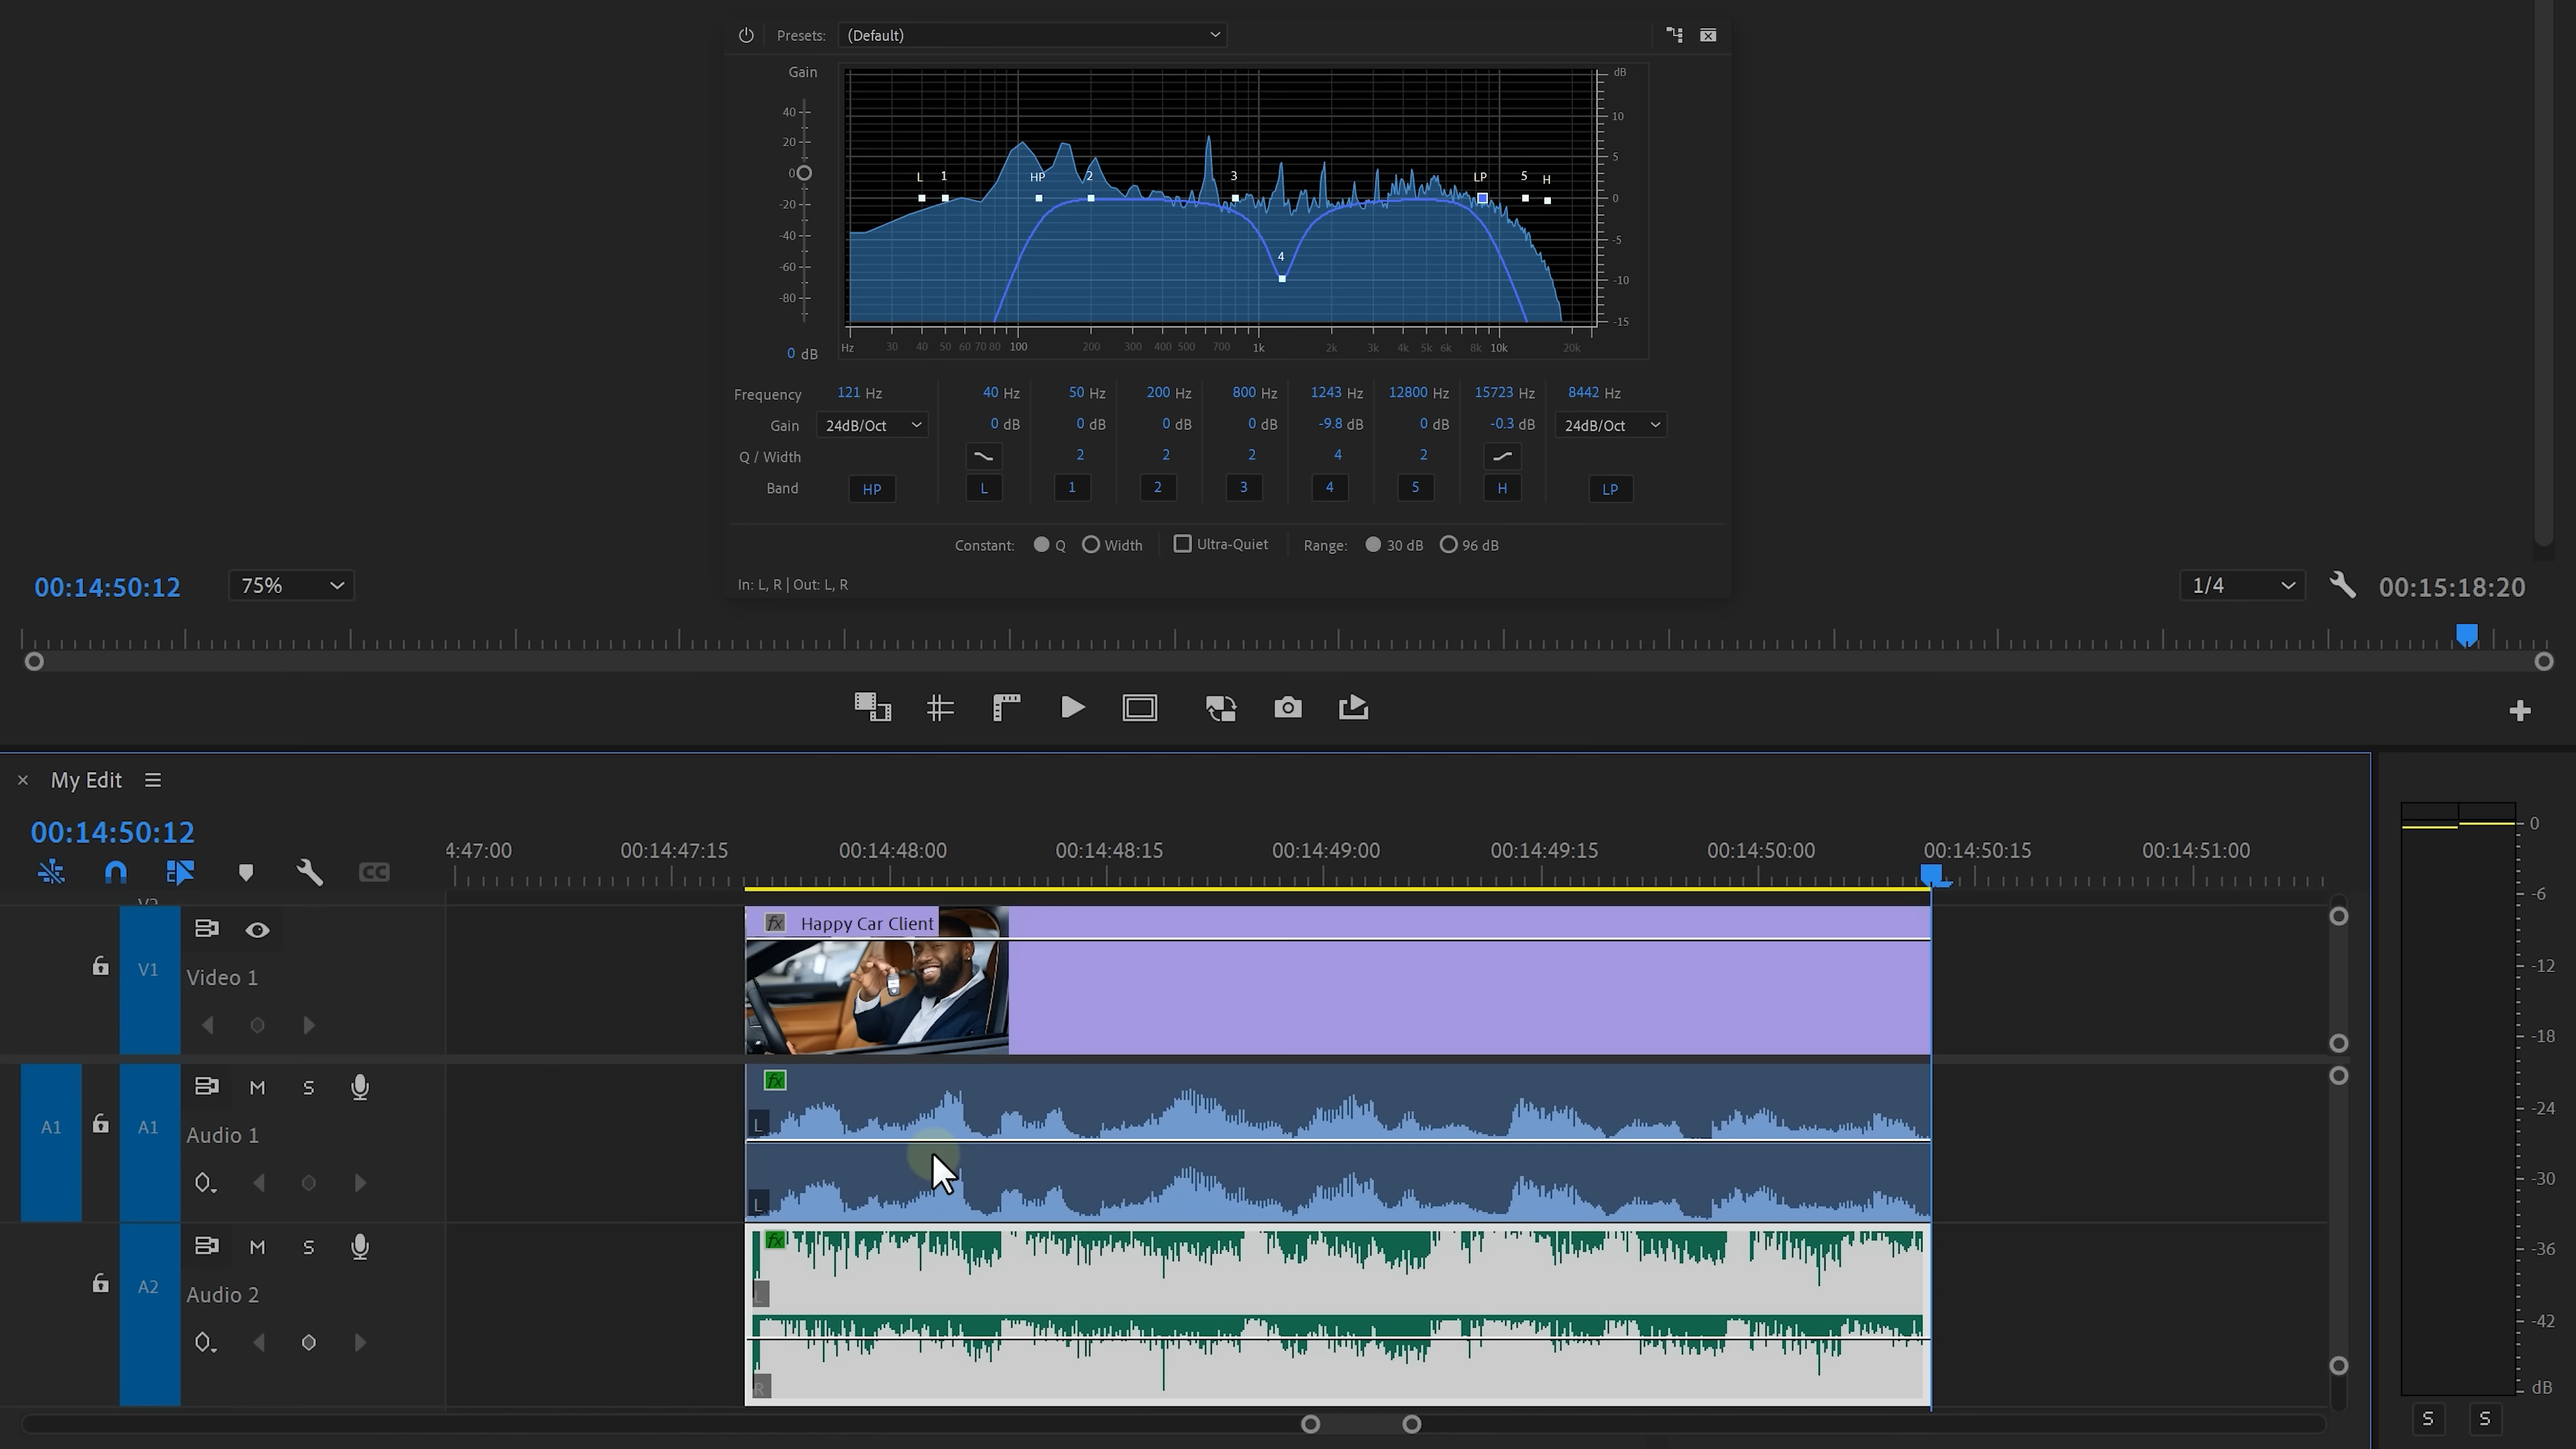 Presets: (Default)
Gain
dB
40
20
0
-20
-40
-60
-80
10
5
0
-5
-10
-15
L 1 HP 2 3 4 LP 5 H
Hz 30 40 50 60 70 80 100 200 300 400 500 700 1k 2k 3k 4k 5k 6k 8k 10k 20k
0 dB
Frequency 121 Hz 40 Hz 50 Hz 200 Hz 800 Hz 1243 Hz 12800 Hz 15723 Hz 8442 Hz
Gain 24dB/Oct 0 dB 0 dB 0 dB 0 dB -9.8 dB 0 dB -0.3 dB 24dB/Oct
Q / Width 2 2 2 4 2
Band HP L 1 2 3 4 5 H LP
Constant: Q Width Ultra-Quiet Range: 30 dB 96 dB
In: L, R | Out: L, R
00:14:50:12 75% 1/4 00:15:18:20
× My Edit
00:14:50:12
4:47:00 00:14:47:15 00:14:48:00 00:14:48:15 00:14:49:00 00:14:49:15 00:14:50:00 00:14:50:15 00:14:51:00
CC
fx Happy Car Client
V1 Video 1
fx
M S
A1 A1 Audio 1
L
L
fx
M S
A2 Audio 2
L
R
0
-6
-12
-18
-24
-30
-36
-42
dB
S S